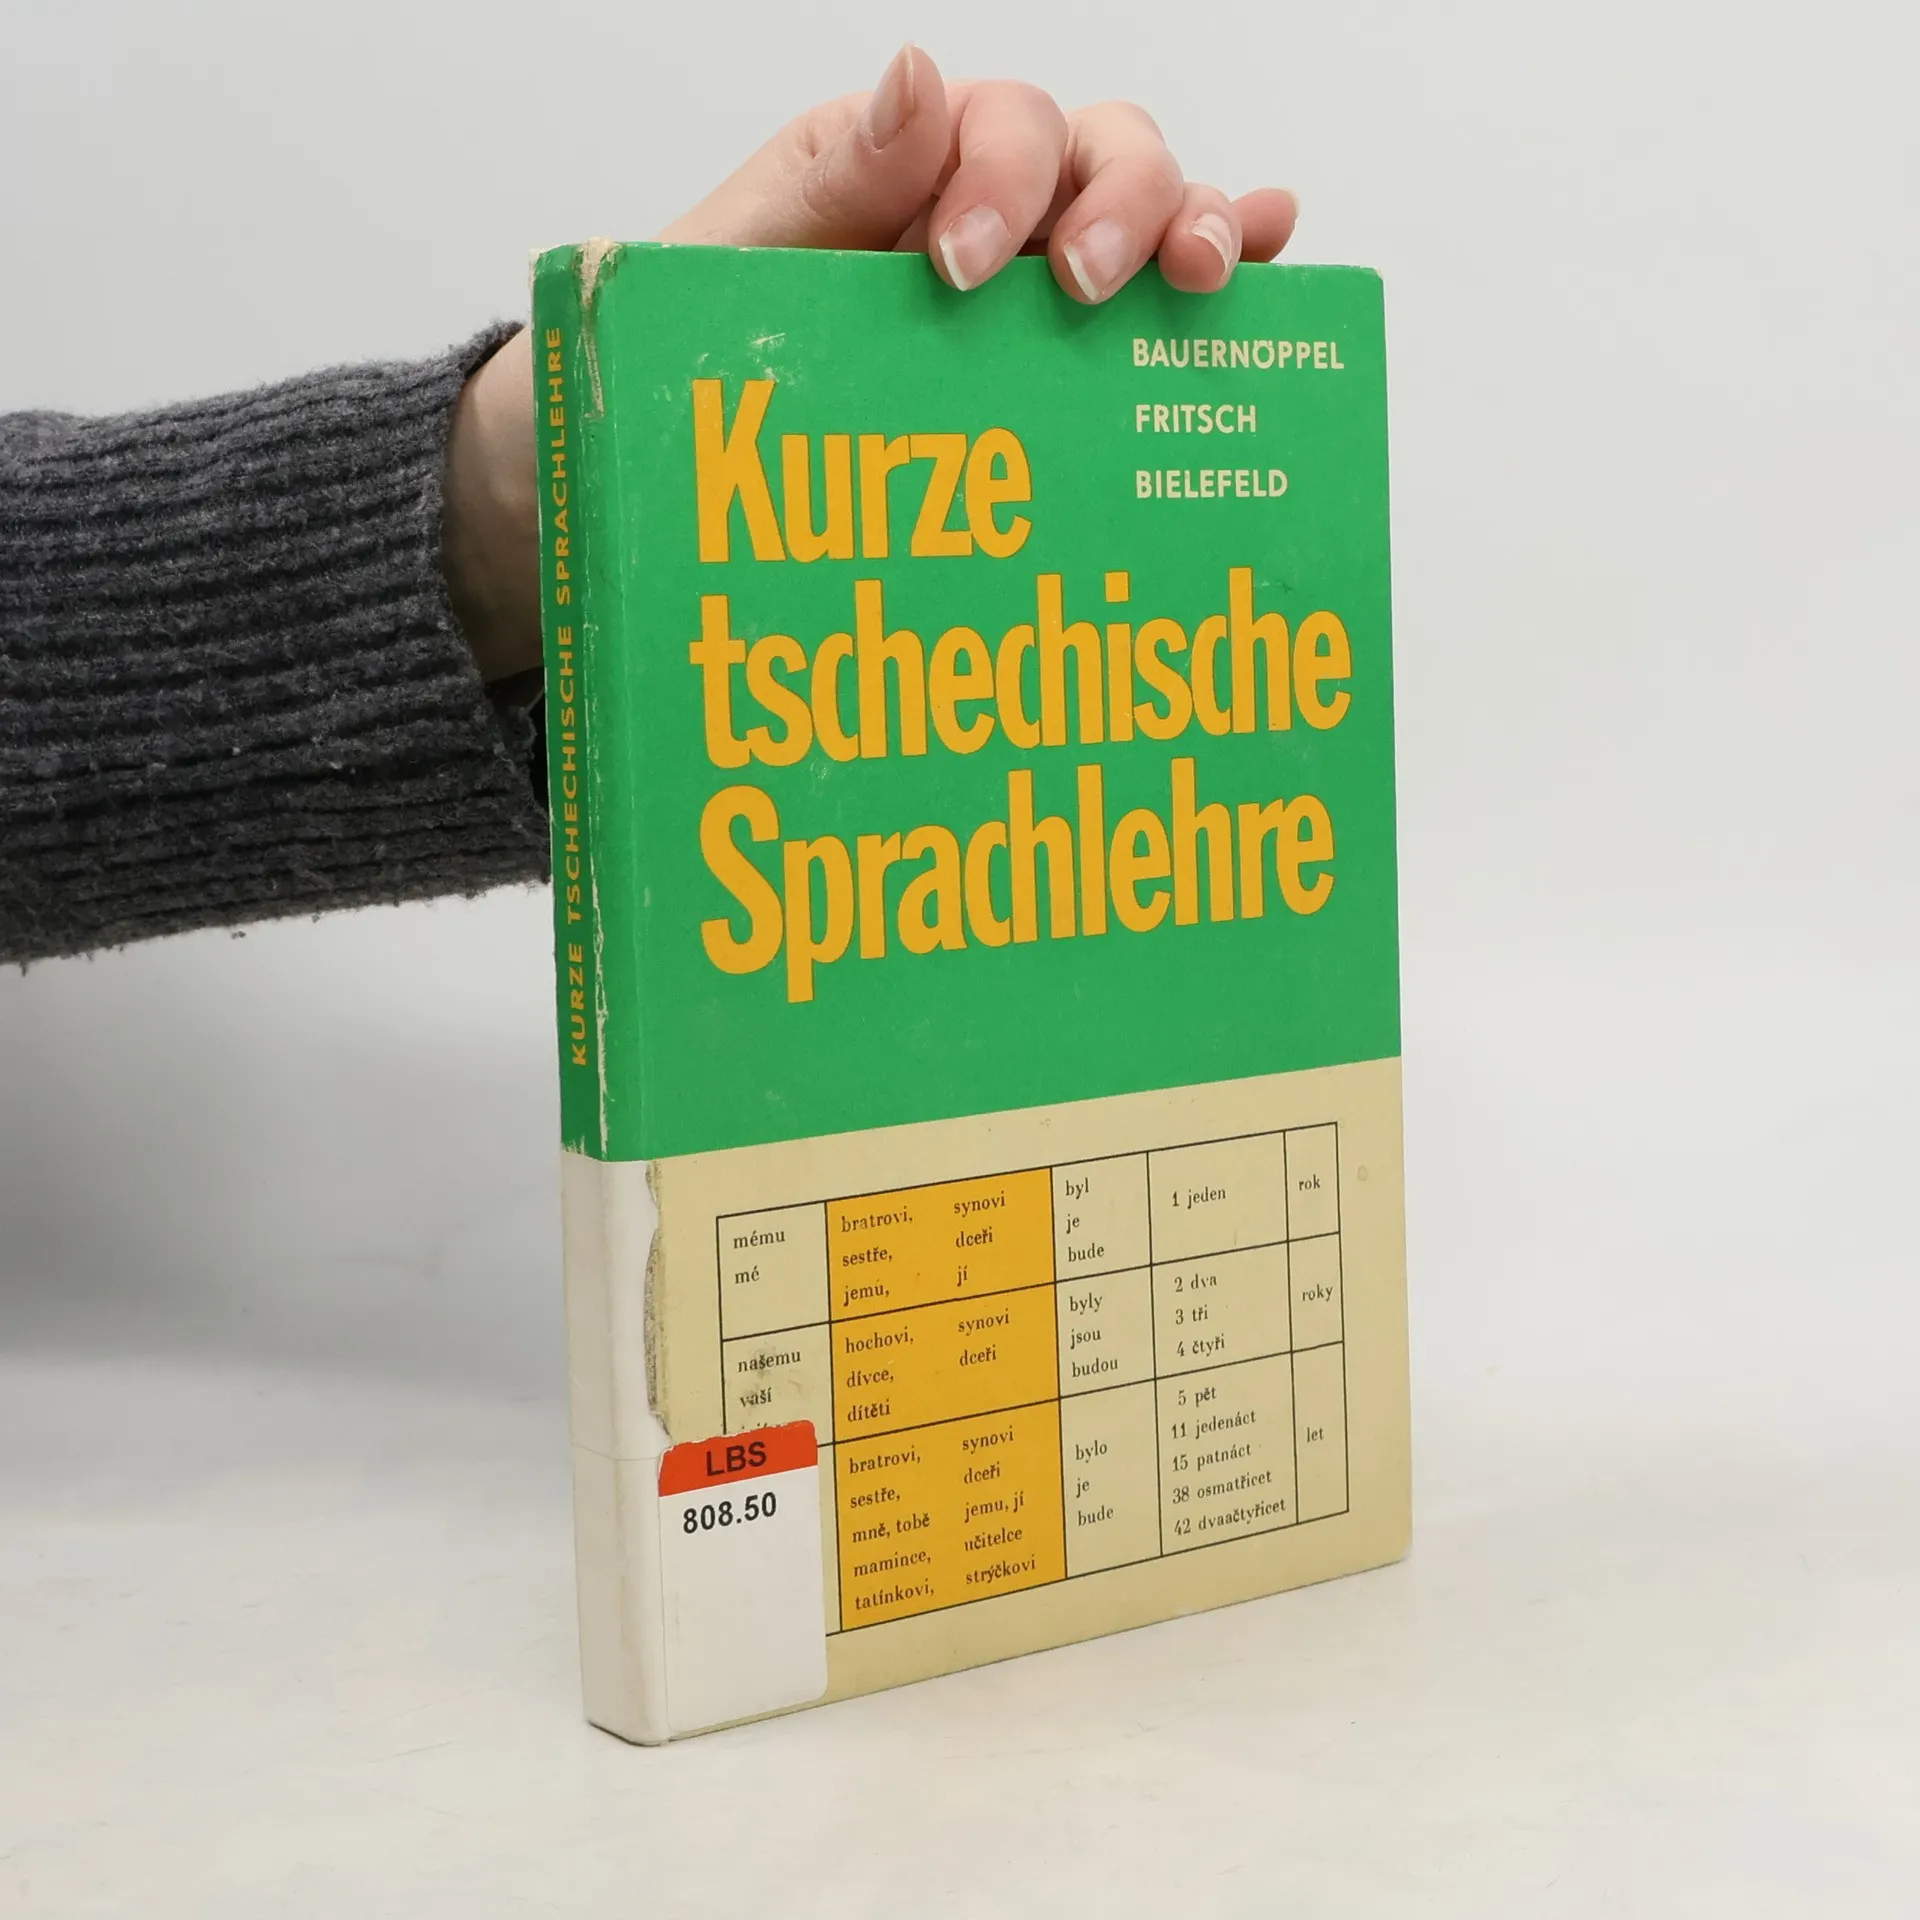 KURZE TSCHECHISCHE SPRACHLEHRE
BAUERNÖPPEL
FRITSCH
BIELEFELD
Kurze
tschechische
Sprachlehre
mému
mé
bratrovi, synovi
sestře, dceři
jemu, jí
byl
je
bude
1 jeden
rok
našemu
vaší
hochovi, synovi
dívce, dceři
dítěti
byly
jsou
budou
2 dva
3 tři
4 čtyři
roky
bratrovi, synovi
sestře, dceři
mně, tobě jemu, jí
mamince, učitelce
tatínkovi, strýčkovi
bylo
je
bude
5 pět
11 jedenáct
15 patnáct
38 osmatřicet
42 dvaačtyřicet
let
LBS
808.50